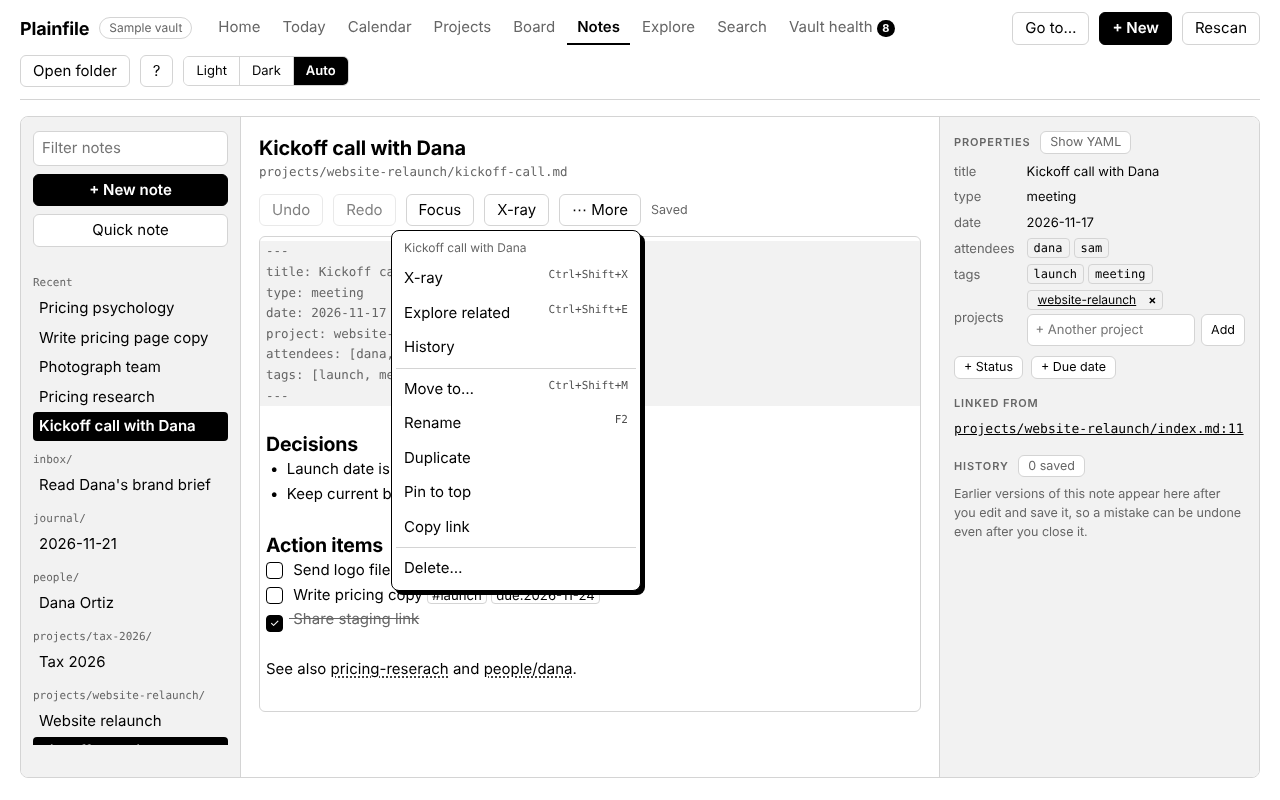 Plainfile Sample vault Home Today Calendar Projects Board Notes Explore Search Vault health 8 Go to… + New Rescan
Open folder ? Light Dark Auto
Filter notes
+ New note
Quick note
Recent
Pricing psychology
Write pricing page copy
Photograph team
Pricing research
Kickoff call with Dana
inbox/
Read Dana's brand brief
journal/
2026-11-21
people/
Dana Ortiz
projects/tax-2026/
Tax 2026
projects/website-relaunch/
Website relaunch
Kickoff call with Dana
projects/website-relaunch/kickoff-call.md
Undo Redo Focus X-ray ··· More Saved
---
title: Kickoff
type: meeting
date: 2026-11-17
project: website-
attendees: [dana,
tags: [launch,
---
Decisions
• Launch date is
• Keep current
Action items
Send logo
Write pricing copy #launch due:2026-11-24
Share staging link
See also pricing-reserach and people/dana.
Kickoff call with Dana
X-ray Ctrl+Shift+X
Explore related Ctrl+Shift+E
History
Move to… Ctrl+Shift+M
Rename F2
Duplicate
Pin to top
Copy link
Delete…
PROPERTIES Show YAML
title Kickoff call with Dana
type meeting
date 2026-11-17
attendees dana sam
tags launch meeting
projects website-relaunch ×
+ Another project Add
+ Status + Due date
LINKED FROM
projects/website-relaunch/index.md:11
HISTORY 0 saved
Earlier versions of this note appear here after
you edit and save it, so a mistake can be undone
even after you close it.